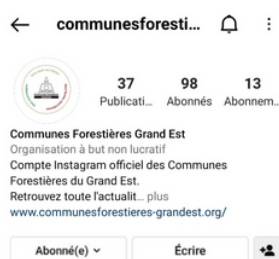 communesforesti...
37 98 13
Publicati... Abonnés Abonnem...
Communes Forestières Grand Est
Organisation à but non lucratif
Compte Instagram officiel des Communes
Forestières du Grand Est.
Retrouvez toute l'actualit... plus
www.communesforestieres-grandest.org/
Abonné(e) Écrire